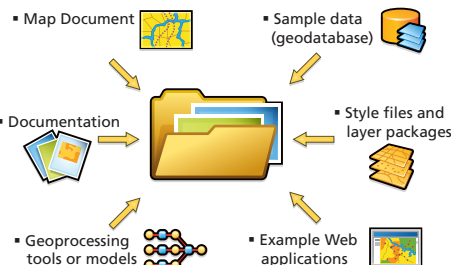 ▪ Map Document
▪ Sample data
(geodatabase)
▪ Documentation
▪ Style files and
layer packages
▪ Geoprocessing
tools or models
▪ Example Web
applications